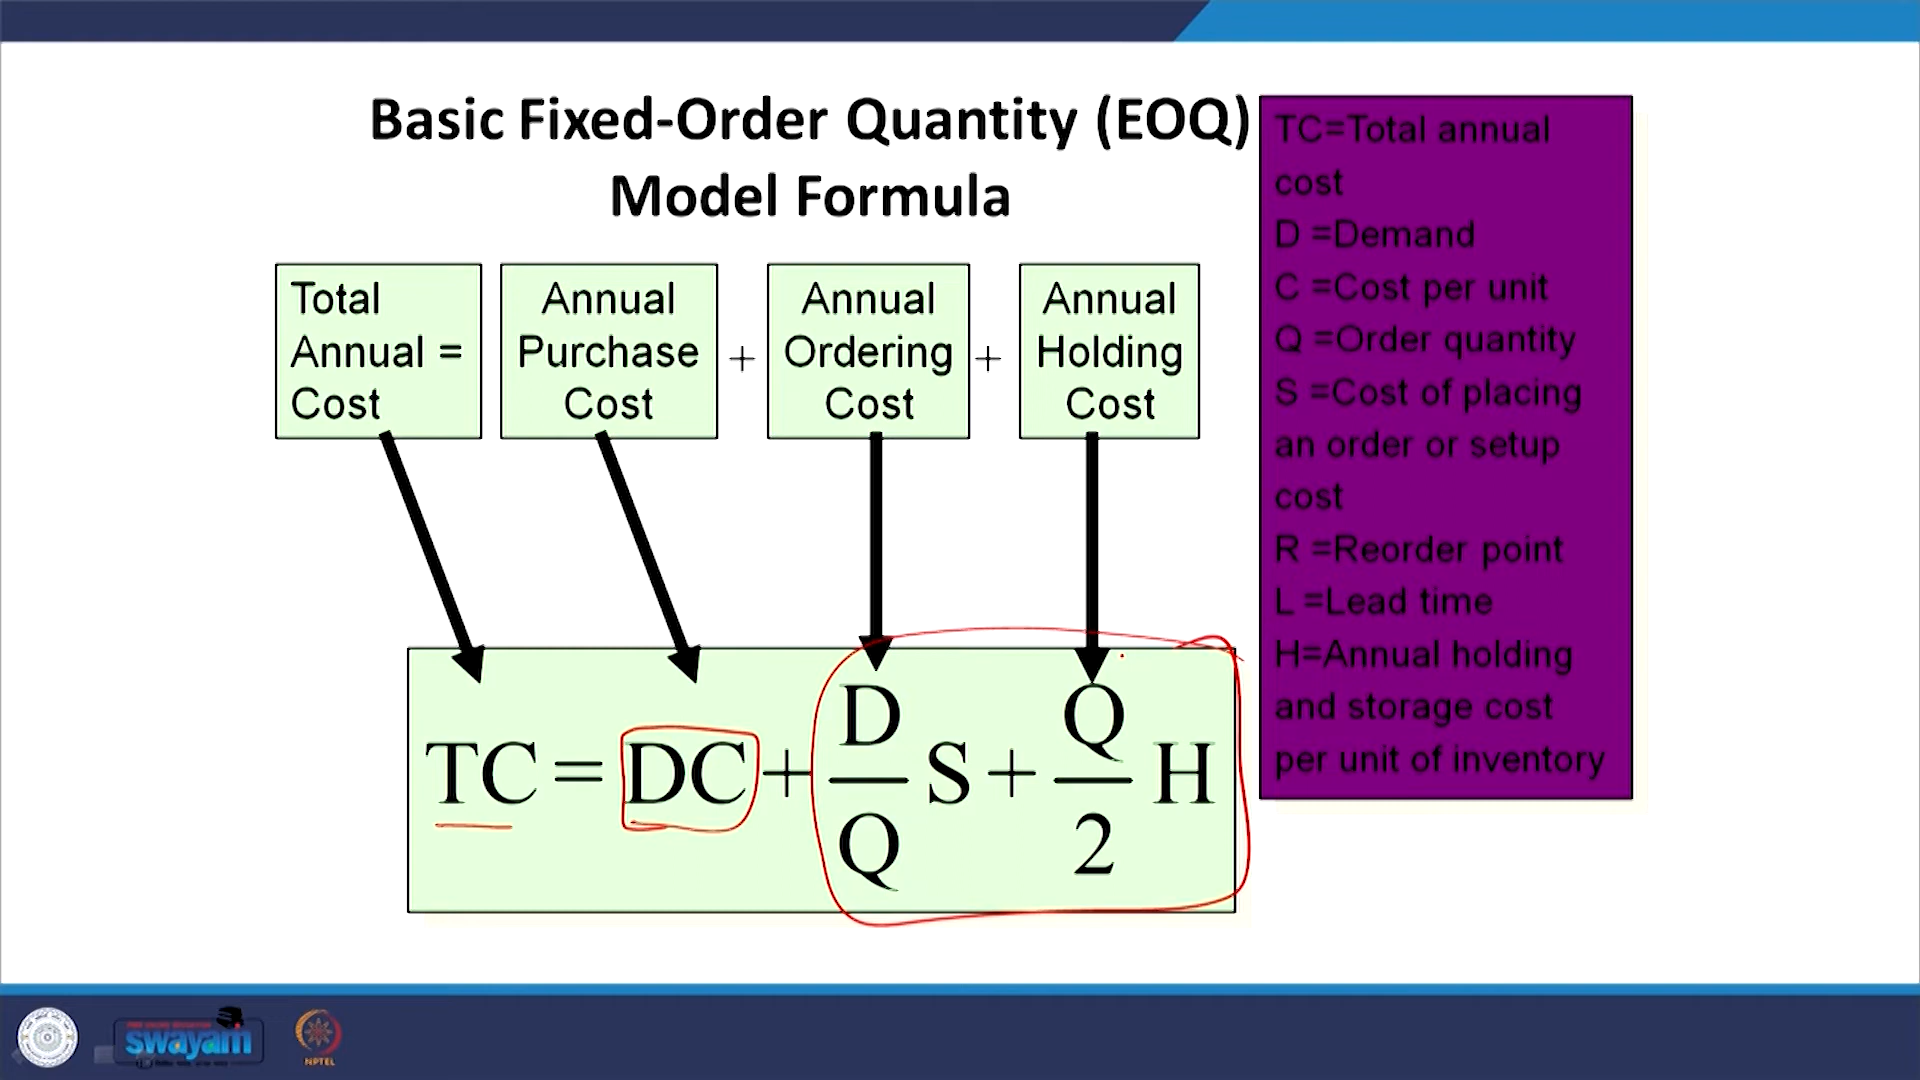 Basic Fixed-Order Quantity (EOQ)
Model Formula
Total
Annual =
Cost
Annual
Purchase
Cost
+
Annual
Ordering
Cost
+
Annual
Holding
Cost
TC = DC + D/Q S + Q/2 H
TC=Total annual
cost
D =Demand
C =Cost per unit
Q =Order quantity
S =Cost of placing
an order or setup
cost
R =Reorder point
L =Lead time
H=Annual holding
and storage cost
per unit of inventory
swayam
NPTEL